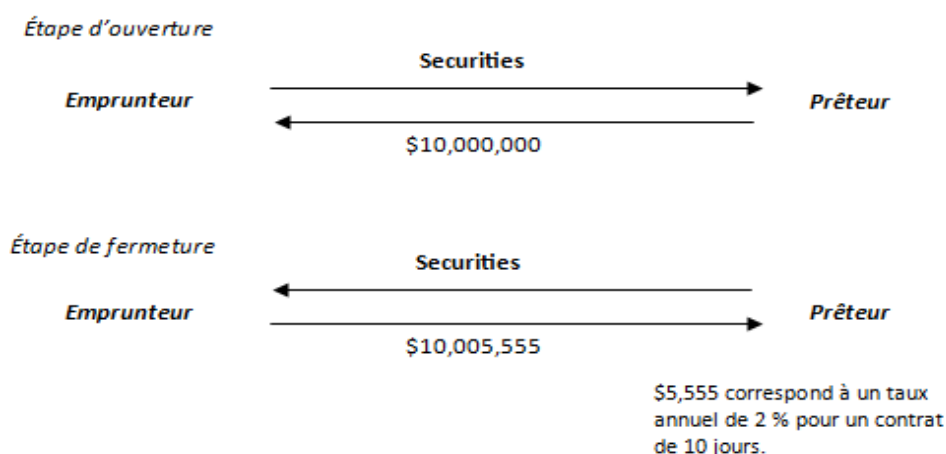 Étape d'ouverture
Securities
Emprunteur
Prêteur
$10,000,000
Étape de fermeture
Securities
Emprunteur
Prêteur
$10,005,555
$5,555 correspond à un taux
annuel de 2 % pour un contrat
de 10 jours.